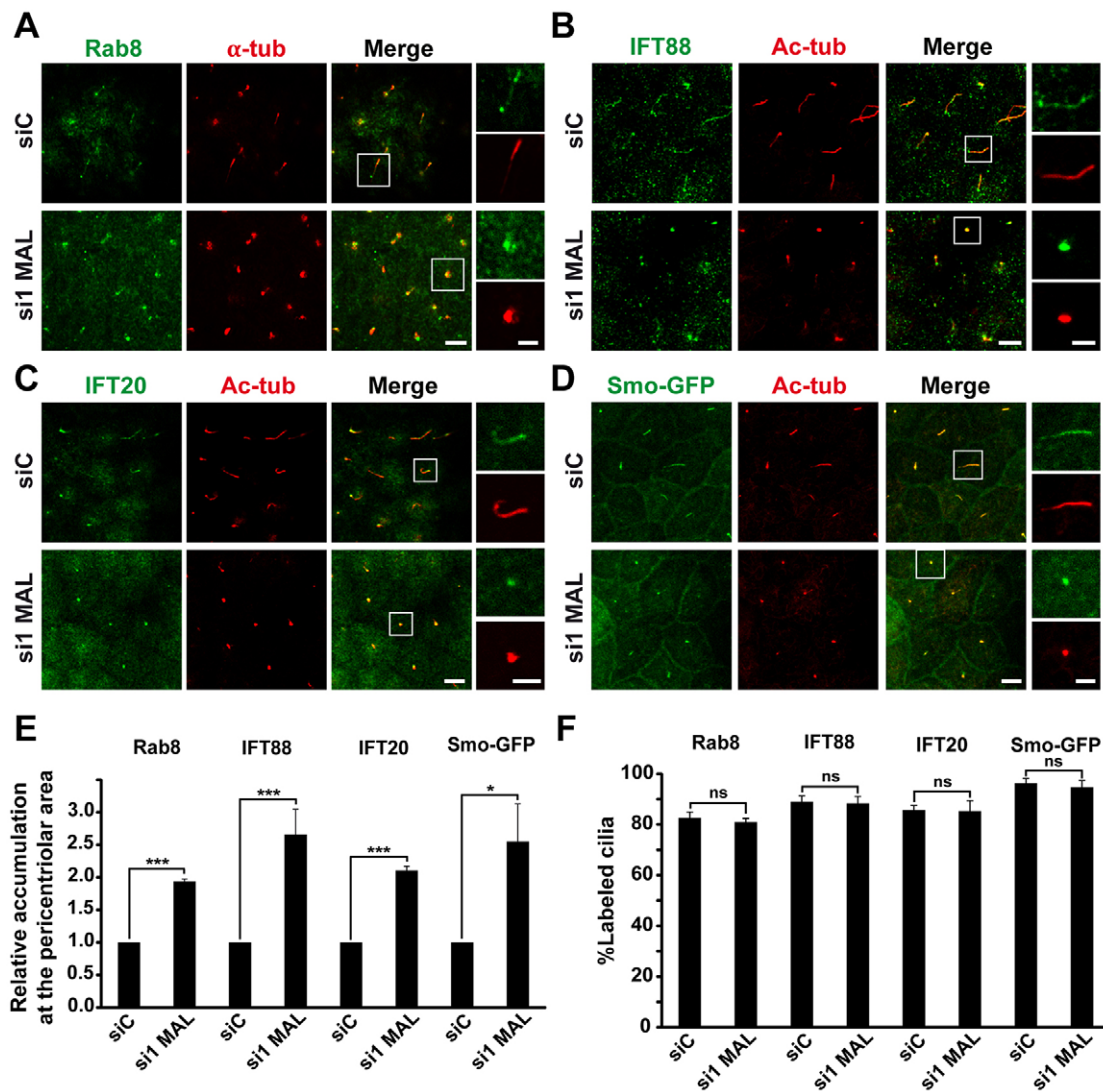 A
Rab8 α-tub Merge
siC
si1 MAL
B
IFT88 Ac-tub Merge
siC
si1 MAL
C
IFT20 Ac-tub Merge
siC
si1 MAL
D
Smo-GFP Ac-tub Merge
siC
si1 MAL
E
Rab8 IFT88 IFT20 Smo-GFP
Relative accumulation
at the pericentriolar area
3.0
2.5
2.0
1.5
1.0
0.5
0.0
*** *** *** *
siC si1 MAL siC si1 MAL siC si1 MAL siC si1 MAL
F
Rab8 IFT88 IFT20 Smo-GFP
%Labeled cilia
100
80
60
40
20
0
ns ns ns ns
siC si1 MAL siC si1 MAL siC si1 MAL siC si1 MAL